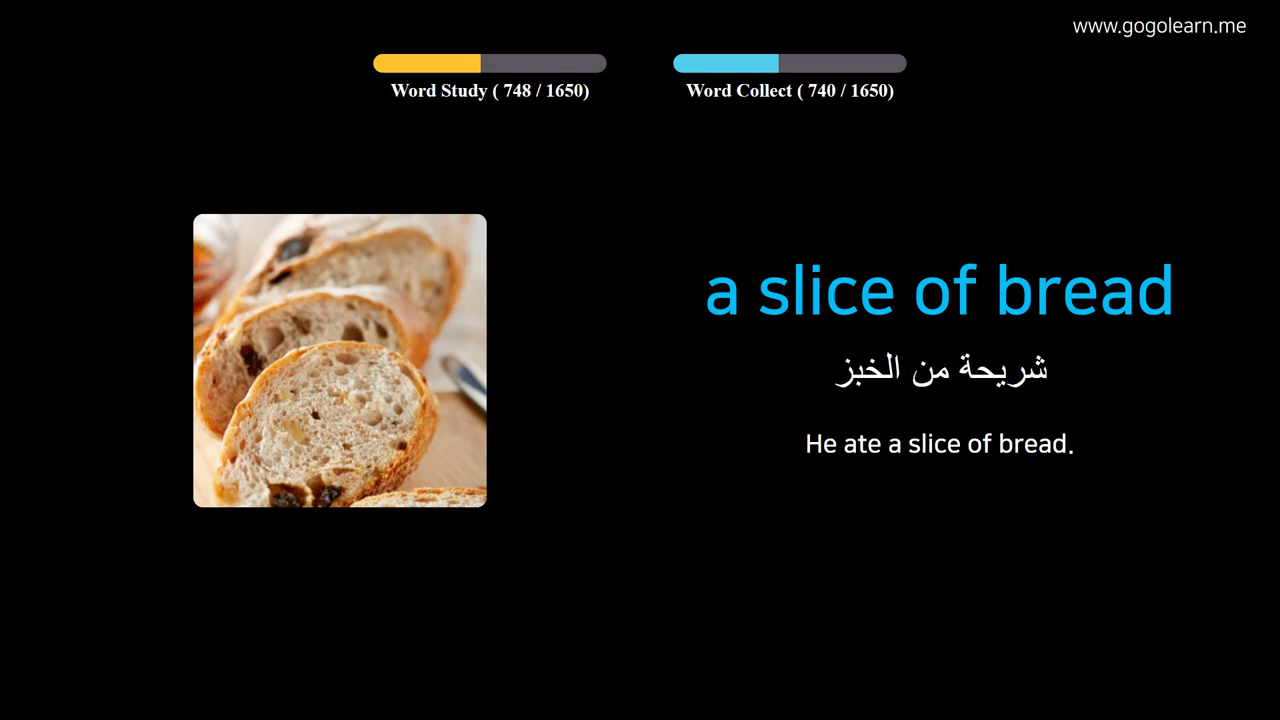 www.gogolearn.me
Word Study ( 748 / 1650)
Word Collect ( 740 / 1650)
a slice of bread
شريحة من الخبز
He ate a slice of bread.